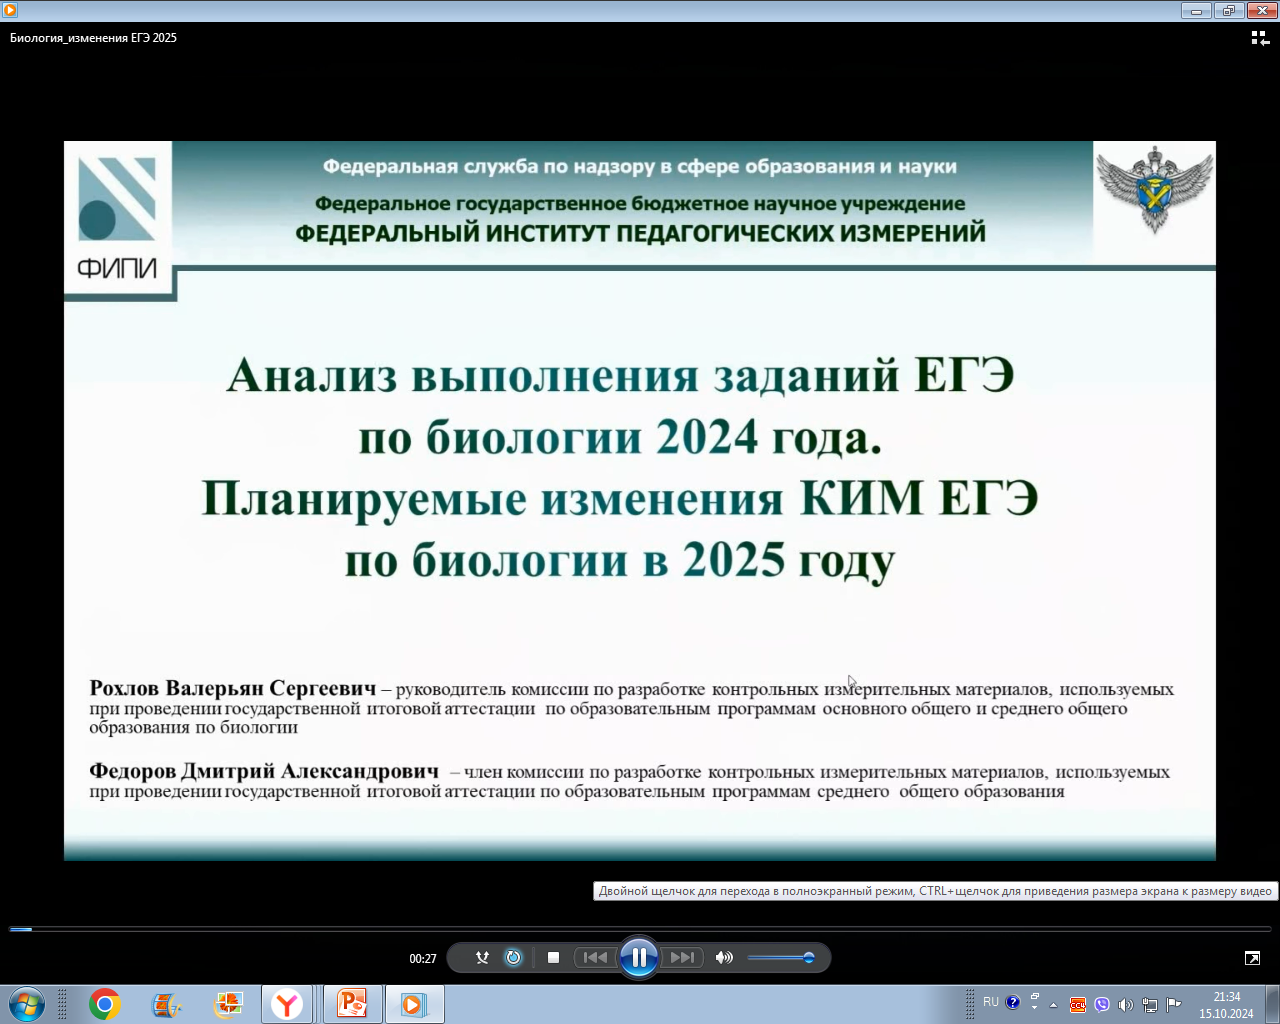 Биология_изменения ЕГЭ 2025
Федеральная служба по надзору в сфере образования и науки
Федеральное государственное бюджетное научное учреждение
ФЕДЕРАЛЬНЫЙ ИНСТИТУТ ПЕДАГОГИЧЕСКИХ ИЗМЕРЕНИЙ
ФИПИ
Анализ выполнения заданий ЕГЭ
по биологии 2024 года.
Планируемые изменения КИМ ЕГЭ
по биологии в 2025 году
Рохлов Валерьян Сергеевич – руководитель комиссии по разработке контрольных измерительных материалов, используемых
при проведении государственной итоговой аттестации по образовательным программам основного общего и среднего общего
образования по биологии
Федоров Дмитрий Александрович – член комиссии по разработке контрольных измерительных материалов, используемых
при проведении государственной итоговой аттестации по образовательным программам среднего общего образования
Двойной щелчок для перехода в полноэкранный режим, CTRL+щелчок для приведения размера экрана к размеру видео
00:27
RU
21:34
15.10.2024